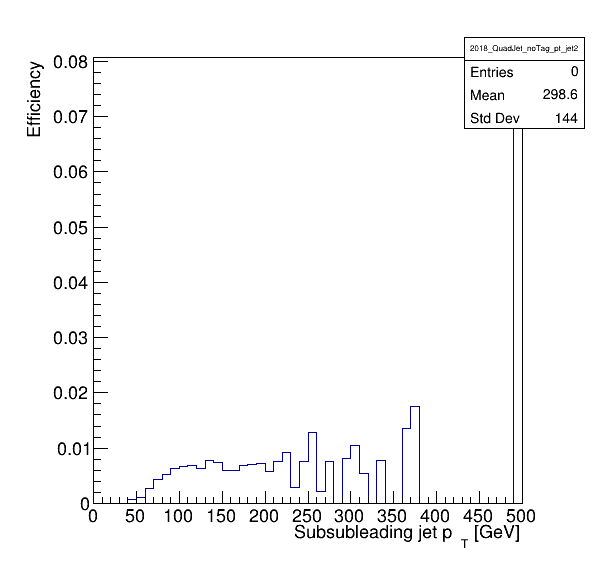 2018_QuadJet_noTag_pt_jet2
Entries 0
Mean 298.6
Std Dev 144
Efficiency
0.08
0.07
0.06
0.05
0.04
0.03
0.02
0.01
0
0 50 100 150 200 250 300 350 400 450 500
Subsubleading jet p T [GeV]